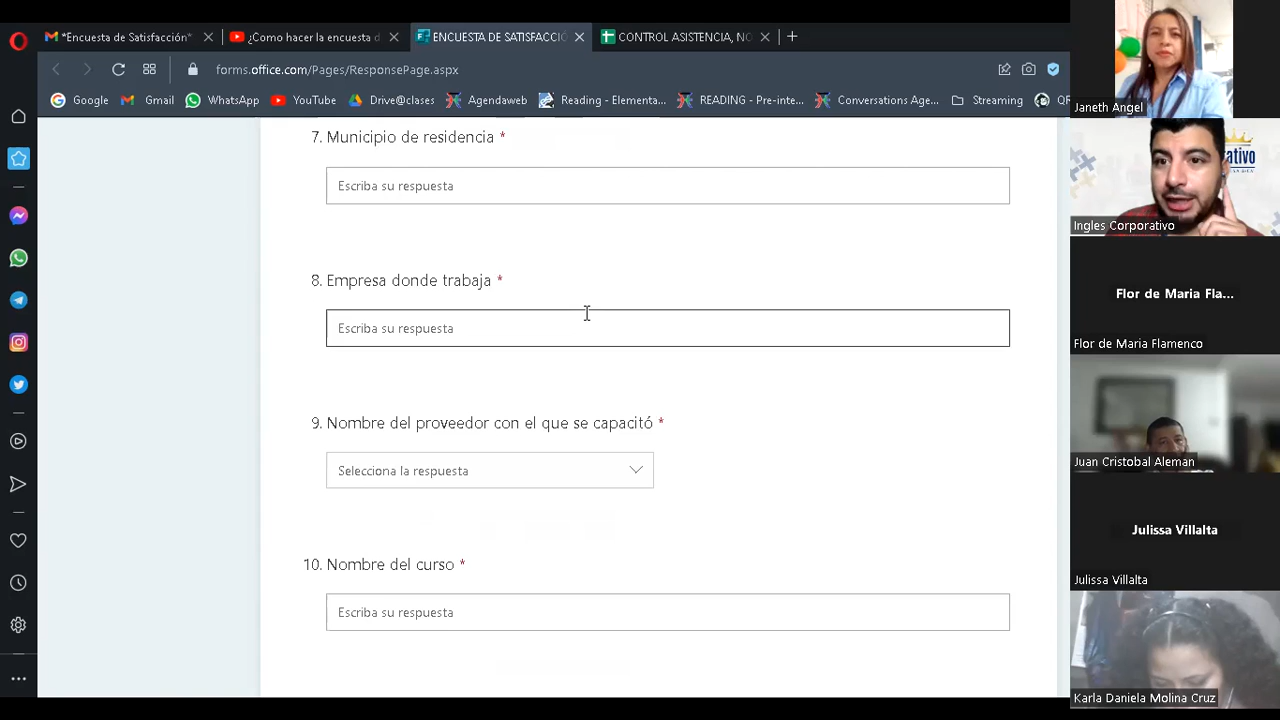 *Encuesta de Satisfacción*
¿Como hacer la encuesta d
ENCUESTA DE SATISFACCIÓ
CONTROL ASISTENCIA, NO
forms.office.com/Pages/ResponsePage.aspx
Google
Gmail
WhatsApp
YouTube
Drive@clases
Agendaweb
Reading - Elementa...
READING - Pre-inte...
Conversations Age...
Streaming
QR
7. Municipio de residencia *
Escriba su respuesta
8. Empresa donde trabaja *
Escriba su respuesta
9. Nombre del proveedor con el que se capacitó *
Selecciona la respuesta
10. Nombre del curso *
Escriba su respuesta
Janeth Angel
rativo
Ingles Corporativo
Flor de Maria Fla...
Flor de Maria Flamenco
Juan Cristobal Aleman
Julissa Villalta
Julissa Villalta
Karla Daniela Molina Cruz